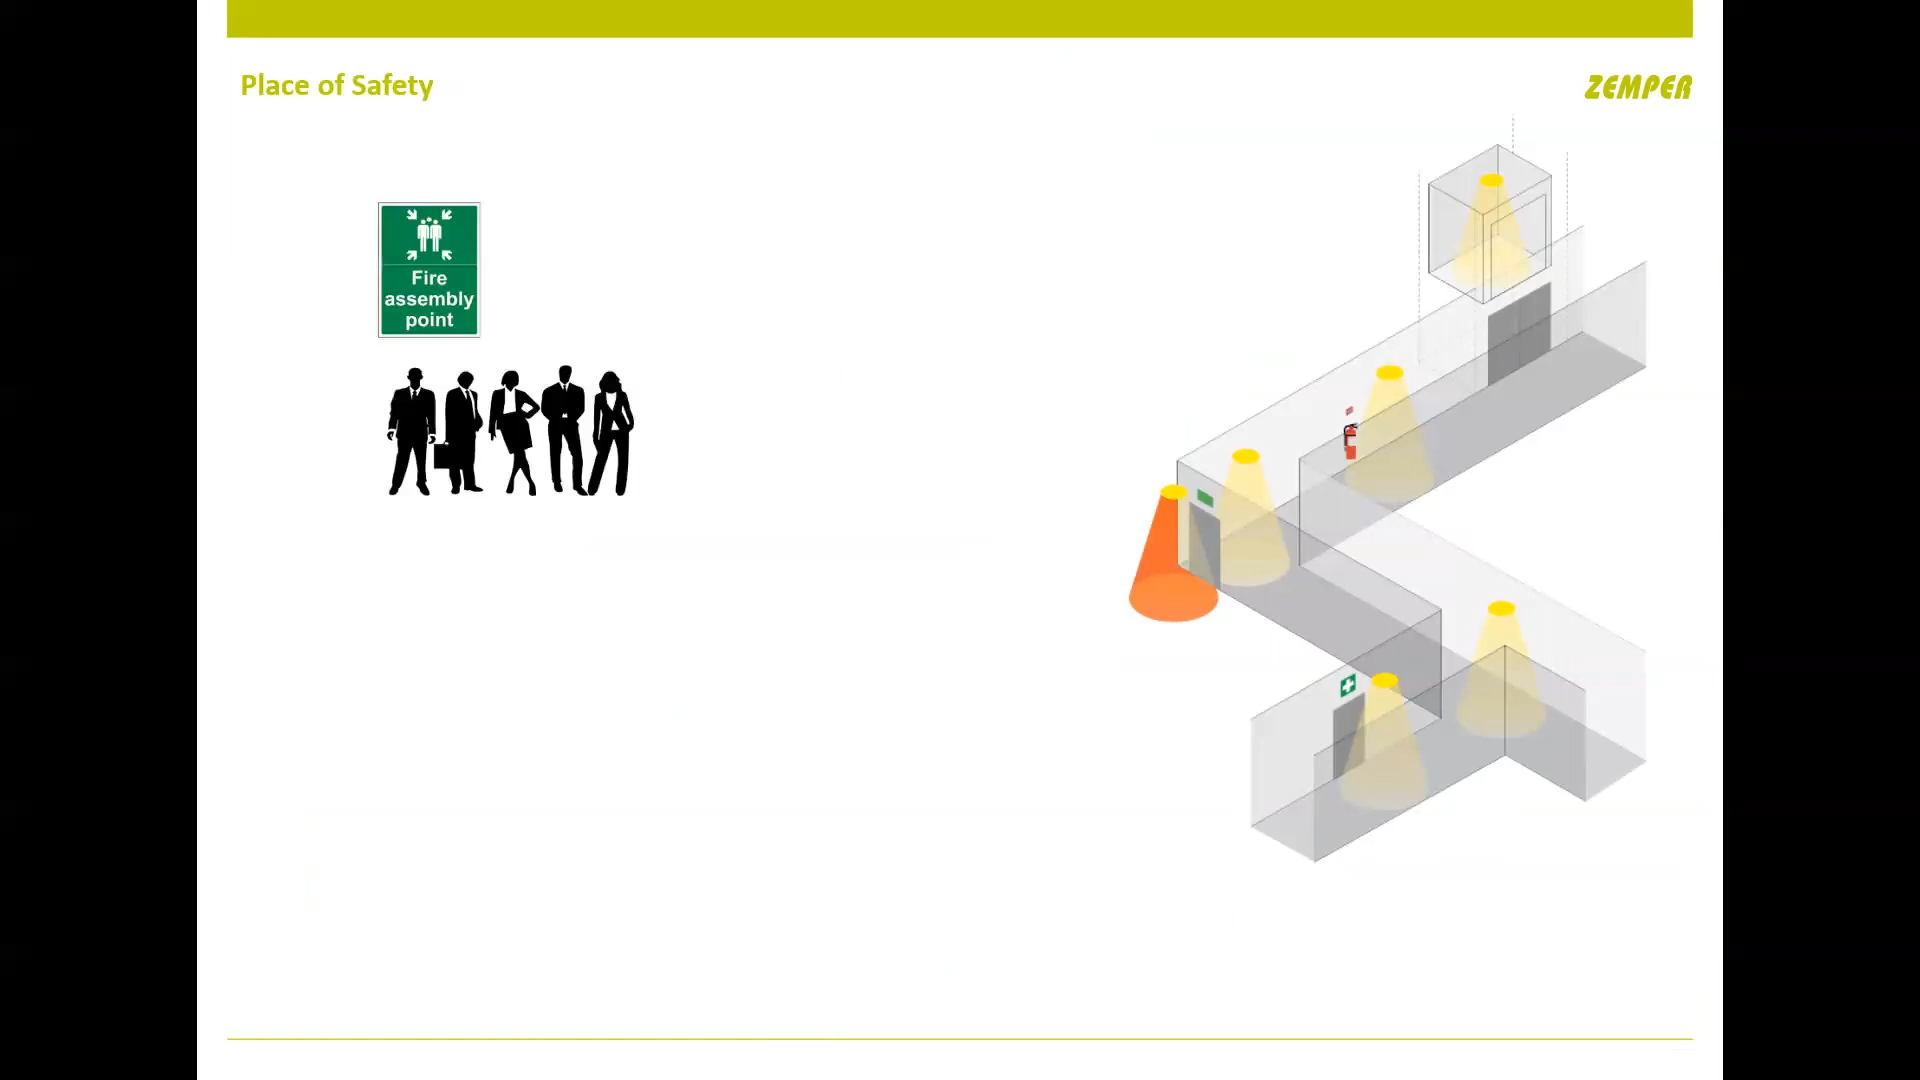 Place of Safety
ZEMPER
Fire
assembly
point